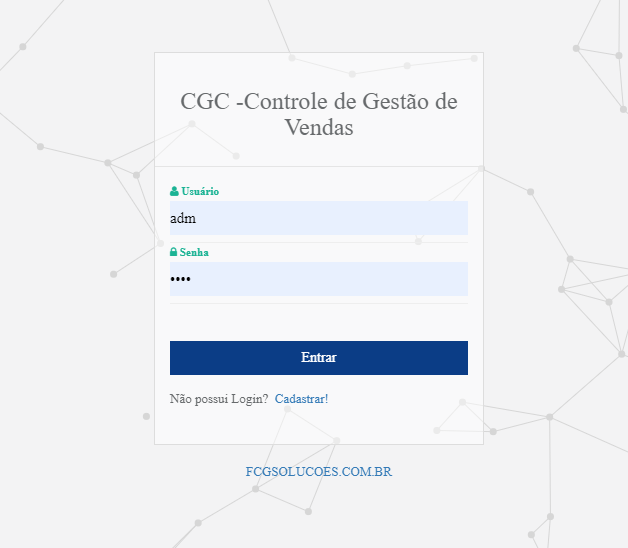 CGC -Controle de Gestão de
Vendas
Usuário
adm
Senha
••••
Entrar
Não possui Login? Cadastrar!
FCGSOLUCOES.COM.BR